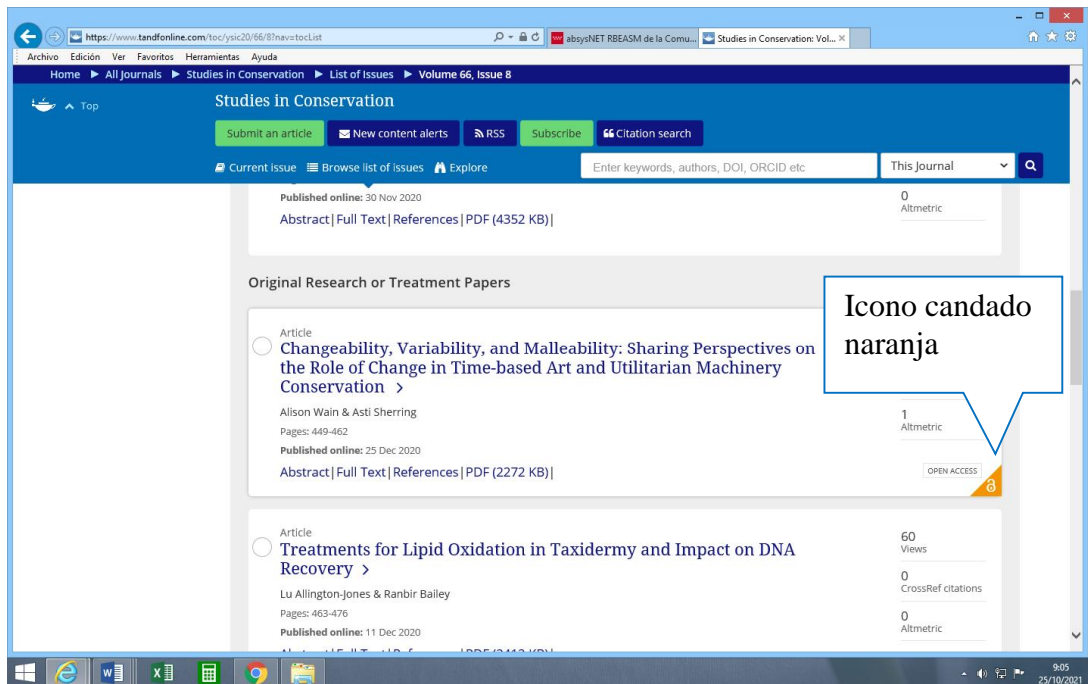 https://www.tandfonline.com/toc/ysic20/66/8?nav=tocList
absysNET RBEASM de la Comu...
Studies in Conservation: Vol...
Archivo Edición Ver Favoritos Herramientas Ayuda
Home ▶ All Journals ▶ Studies in Conservation ▶ List of Issues ▶ Volume 66, Issue 8
Top
Studies in Conservation
Submit an article
New content alerts
RSS
Subscribe
Citation search
Current issue
Browse list of issues
Explore
Enter keywords, authors, DOI, ORCID etc
This Journal
Published online: 30 Nov 2020
0
Altmetric
Abstract|Full Text|References|PDF (4352 KB)|
Original Research or Treatment Papers
Icono candado
naranja
Article
Changeability, Variability, and Malleability: Sharing Perspectives on
the Role of Change in Time-based Art and Utilitarian Machinery
Conservation >
Alison Wain & Asti Sherring
Pages: 449-462
Published online: 25 Dec 2020
Abstract|Full Text|References|PDF (2272 KB)|
1
Altmetric
OPEN ACCESS
Article
Treatments for Lipid Oxidation in Taxidermy and Impact on DNA
Recovery >
Lu Allington-Jones & Ranbir Bailey
Pages: 463-476
Published online: 11 Dec 2020
60
Views
0
CrossRef citations
0
Altmetric
9:05
25/10/2021